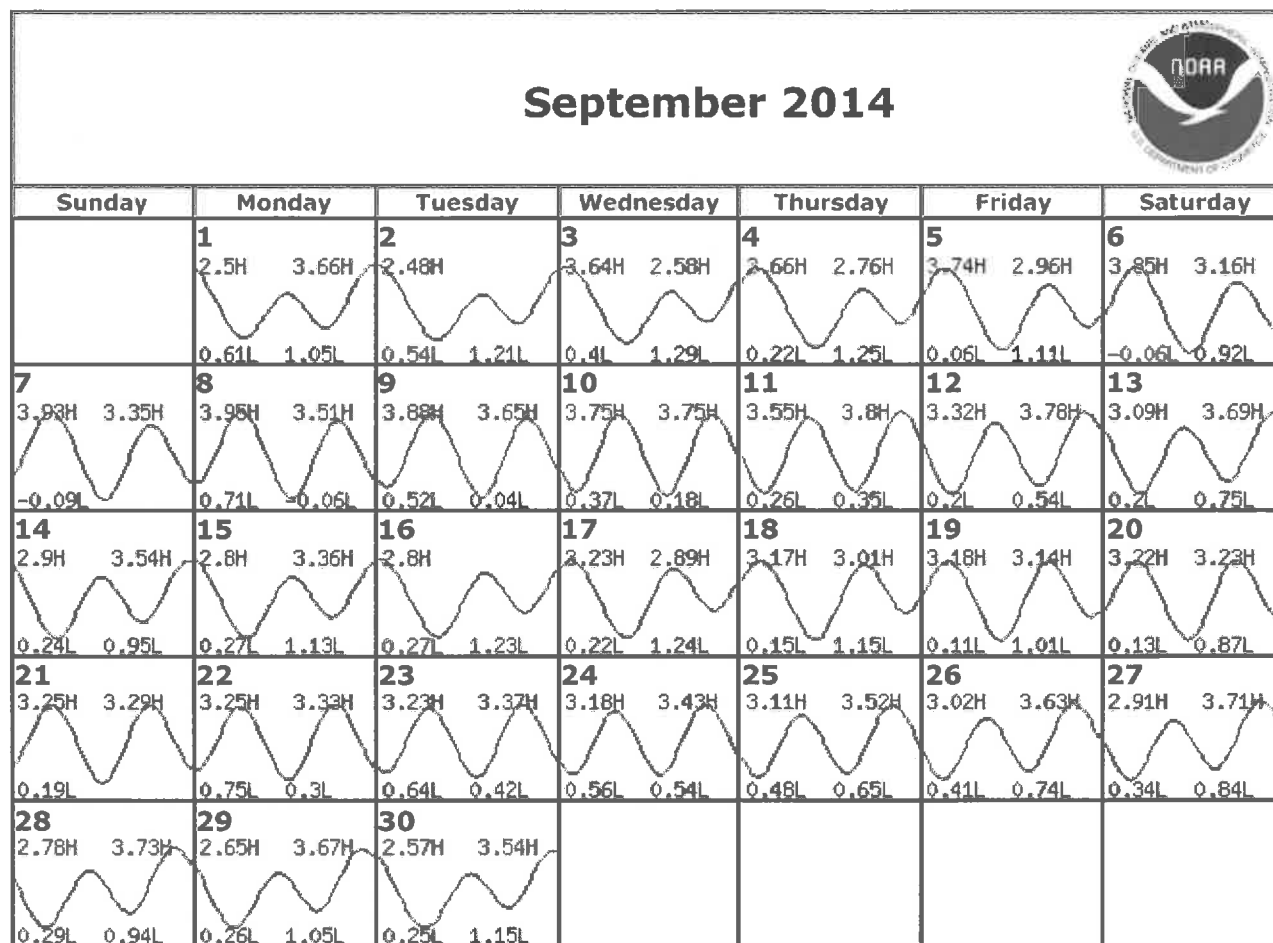 September 2014
NOAA
Sunday Monday Tuesday Wednesday Thursday Friday Saturday
1 2 3 4 5 6
2.5H 3.66H 2.48H 3.64H 2.58H 3.66H 2.76H 3.74H 2.96H 3.85H 3.16H
0.61L 1.05L 0.54L 1.21L 0.4L 1.29L 0.22L 1.25L 0.06L 1.11L -0.06L 0.92L
7 8 9 10 11 12 13
3.93H 3.35H 3.95H 3.51H 3.88H 3.65H 3.75H 3.75H 3.55H 3.8H 3.32H 3.78H 3.09H 3.69H
-0.09L 0.71L -0.06L 0.52L 0.04L 0.37L 0.18L 0.26L 0.35L 0.2L 0.54L 0.2L 0.75L
14 15 16 17 18 19 20
2.9H 3.54H 2.8H 3.36H 2.8H 3.23H 2.89H 3.17H 3.01H 3.18H 3.14H 3.22H 3.23H
0.24L 0.95L 0.27L 1.13L 0.27L 1.23L 0.22L 1.24L 0.15L 1.15L 0.11L 1.01L 0.13L 0.87L
21 22 23 24 25 26 27
3.25H 3.29H 3.25H 3.33H 3.23H 3.37H 3.18H 3.43H 3.11H 3.52H 3.02H 3.63H 2.91H 3.71H
0.19L 0.75L 0.3L 0.64L 0.42L 0.56L 0.54L 0.48L 0.65L 0.41L 0.74L 0.34L 0.84L
28 29 30
2.78H 3.73H 2.65H 3.67H 2.57H 3.54H
0.29L 0.94L 0.26L 1.05L 0.25L 1.15L